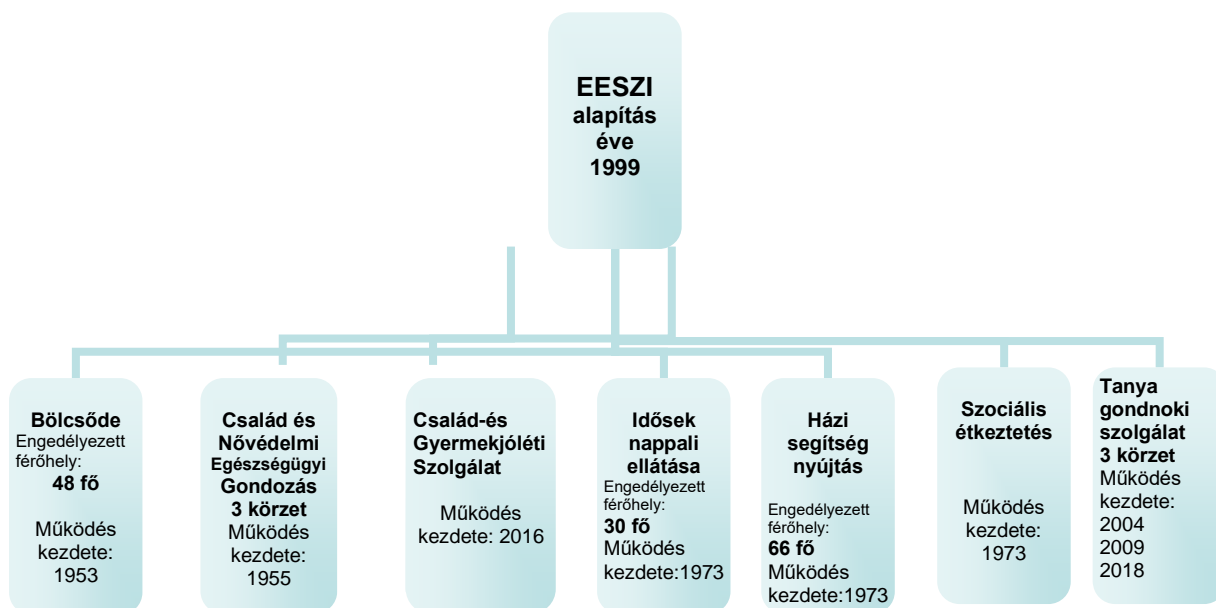 EESZI
alapítás
éve
1999
Bölcsőde
Engedélyezett
férőhely:
48 fő
Működés
kezdete:
1953
Család és
Nővédelmi
Egészségügyi
Gondozás
3 körzet
Működés
kezdete:
1955
Család-és
Gyermekjóléti
Szolgálat
Működés
kezdete: 2016
Idősek
nappali
ellátása
Engedélyezett
férőhely:
30 fő
Működés
kezdete:1973
Házi
segítség
nyújtás
Engedélyezett
férőhely:
66 fő
Működés
kezdete:1973
Szociális
étkeztetés
Működés
kezdete:
1973
Tanya
gondnoki
szolgálat
3 körzet
Működés
kezdete:
2004
2009
2018